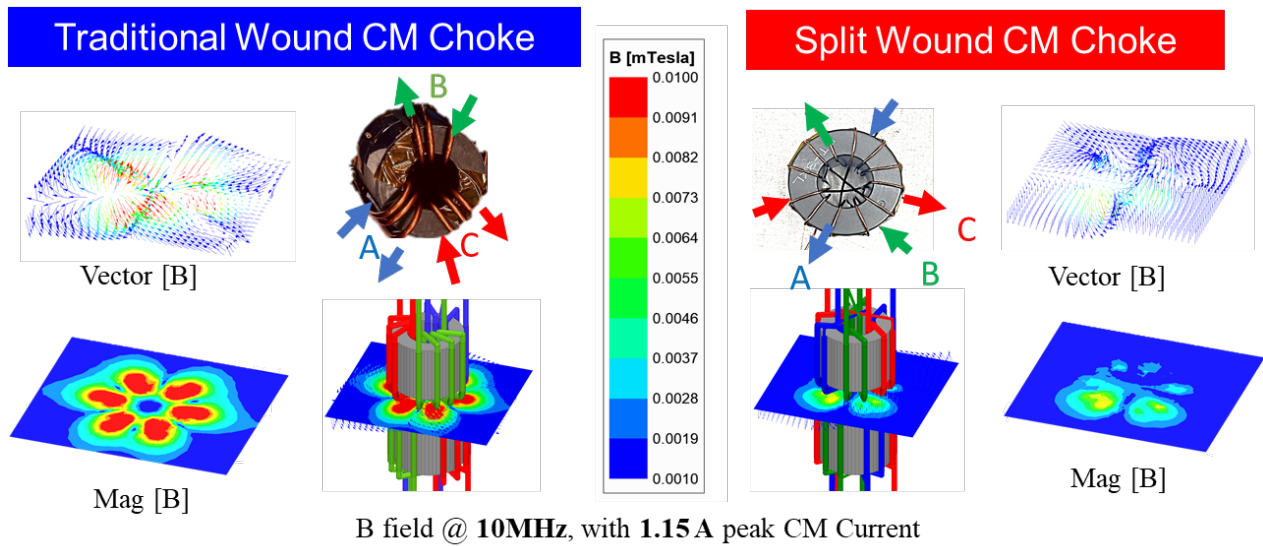 Traditional Wound CM Choke
Split Wound CM Choke
B [mTesla]
0.0100
0.0091
0.0082
0.0073
0.0064
0.0055
0.0046
0.0037
0.0028
0.0019
0.0010
B
A
C
Vector [B]
Mag [B]
C
B
A
Vector [B]
Mag [B]
B field @ 10MHz, with 1.15 A peak CM Current